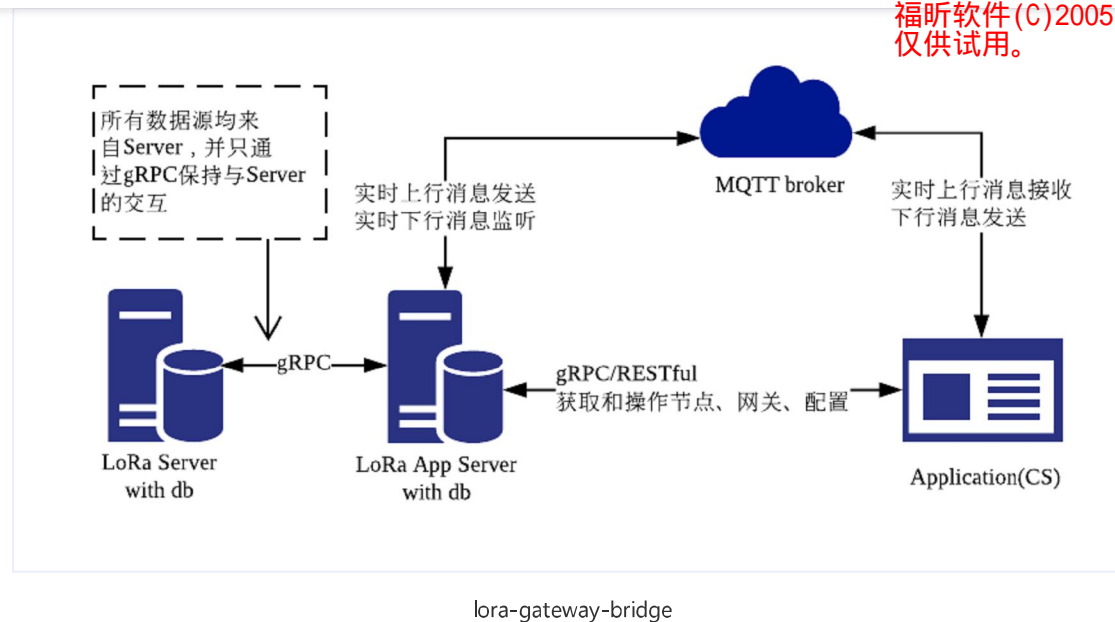 福昕软件(C)2005
仅供试用。
所有数据源均来
自Server，并只通
过gRPC保持与Server
的交互
实时上行消息发送
实时下行消息监听
MQTT broker
实时上行消息接收
下行消息发送
gRPC
gRPC/RESTful
获取和操作节点、网关、配置
LoRa Server
with db
LoRa App Server
with db
Application(CS)
lora-gateway-bridge